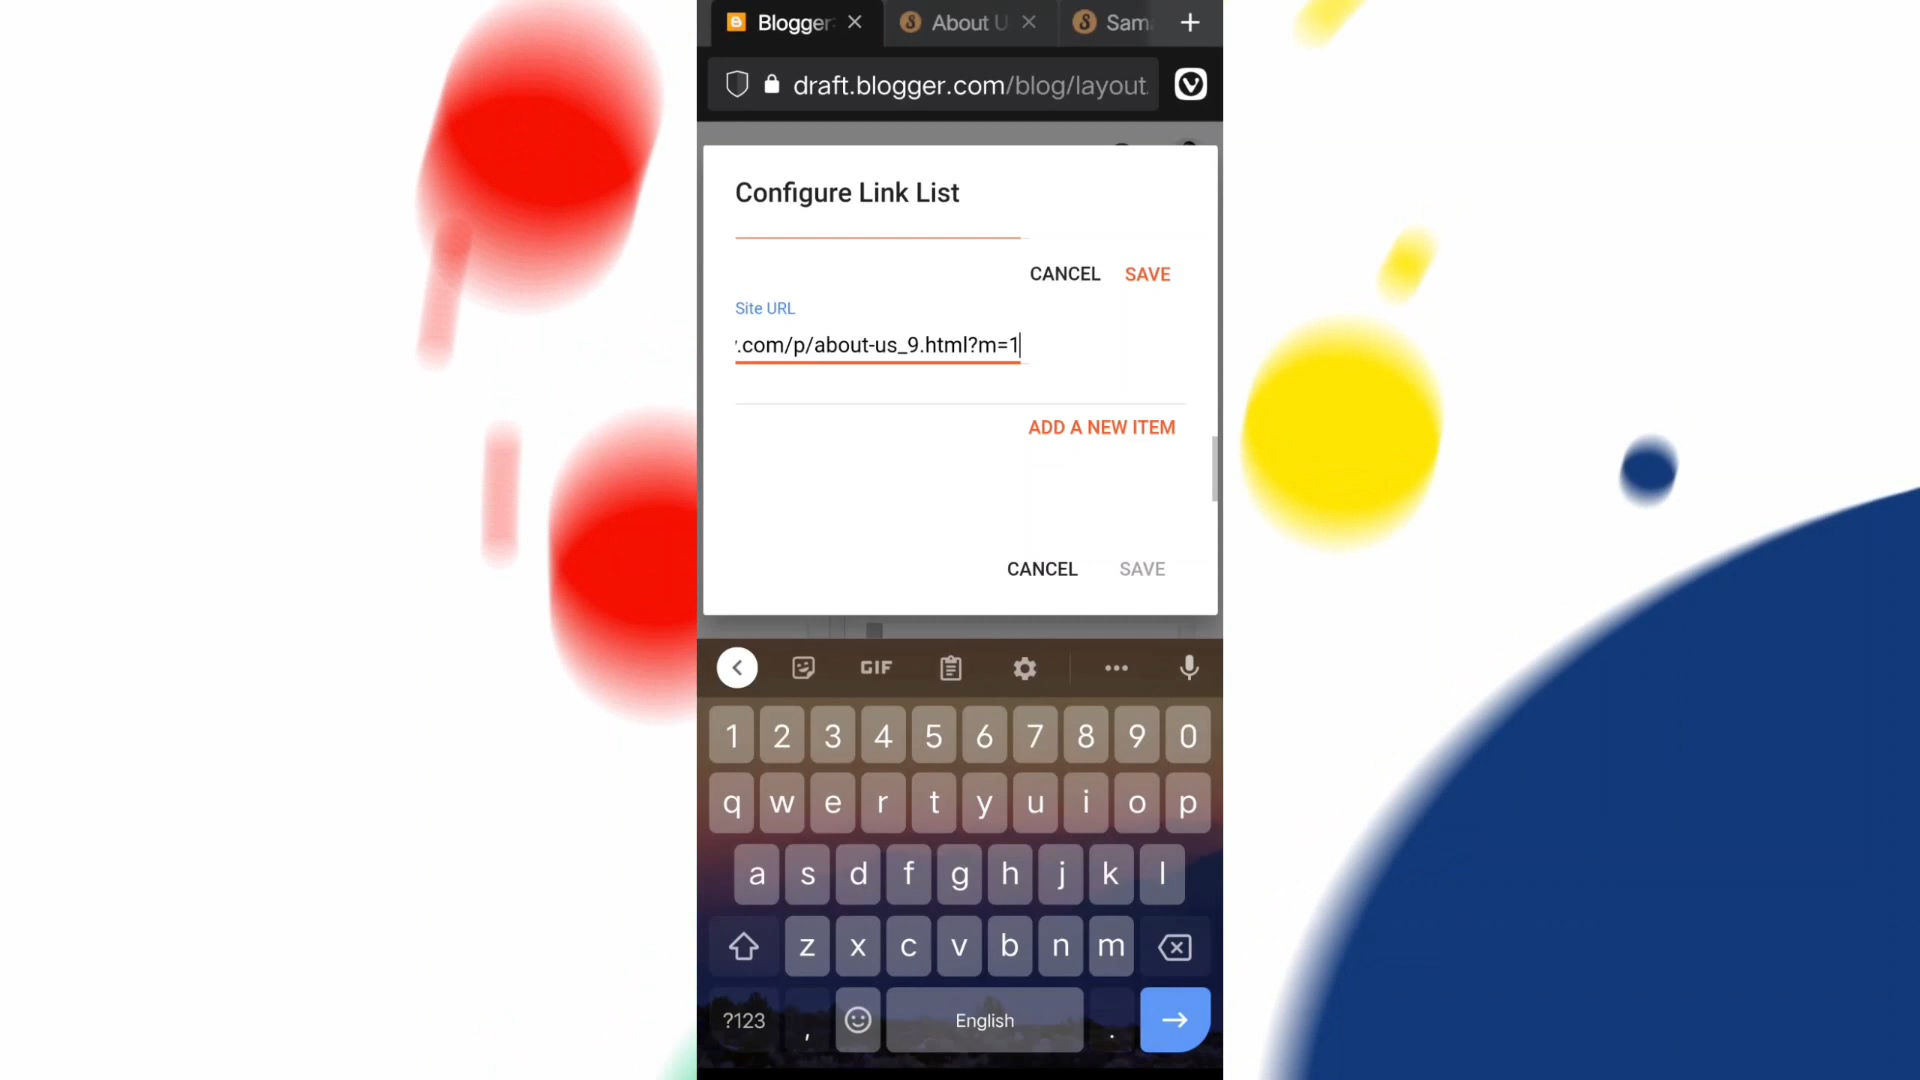 Blogger
About U
Sam
draft.blogger.com/blog/layout
Configure Link List
CANCEL SAVE
Site URL
.com/p/about-us_9.html?m=1
ADD A NEW ITEM
CANCEL SAVE
GIF
1 2 3 4 5 6 7 8 9 0
q w e r t y u i o p
a s d f g h j k l
z x c v b n m
?123 , English .